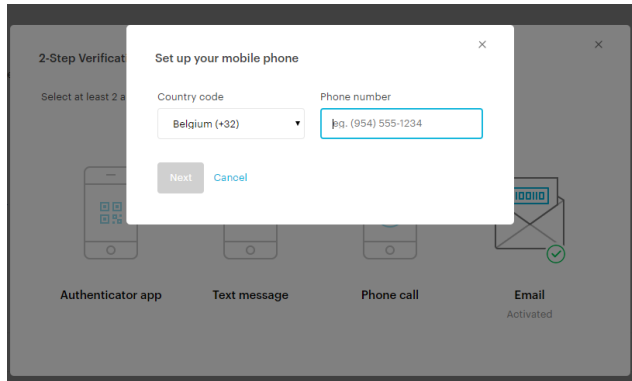 Set up your mobile phone
2-Step Verificat
Select at least 2 a
Country code Phone number
Belgium (+32) eg. (954) 555-1234
Next Cancel
10110
Authenticator app Text message Phone call Email
Activated